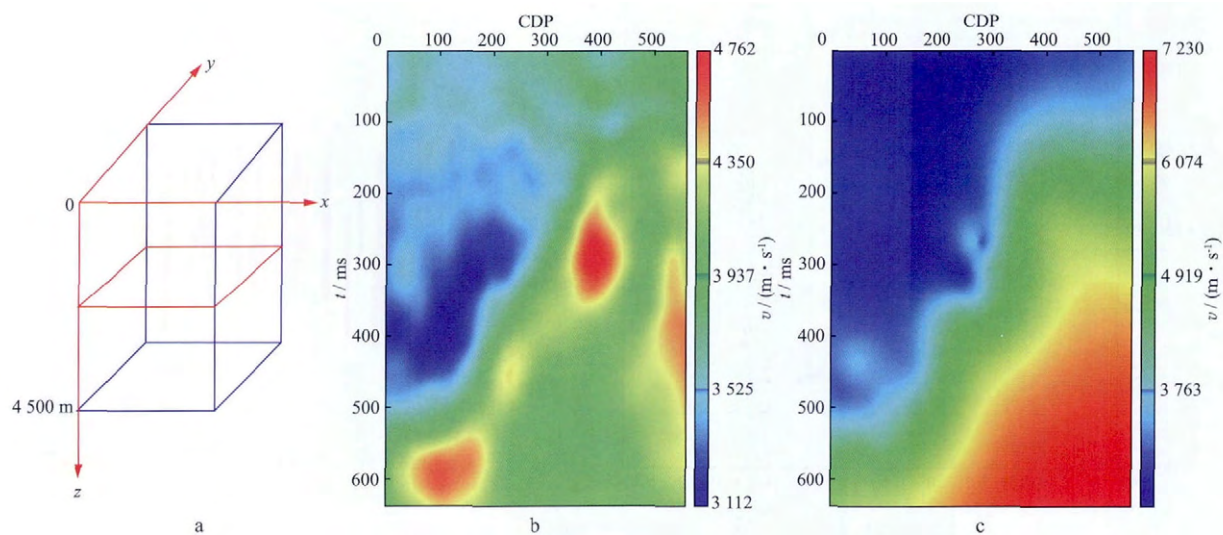 y
0
x
4 500 m
z
a
CDP
0 100 200 300 400 500
100
200
300
400
500
600
t / ms
4 762
4 350
3 937
3 525
3 112
v / (m · s⁻¹)
b
CDP
0 100 200 300 400 500
100
200
300
400
500
600
t / ms
7 230
6 074
4 919
3 763
v / (m · s⁻¹)
c